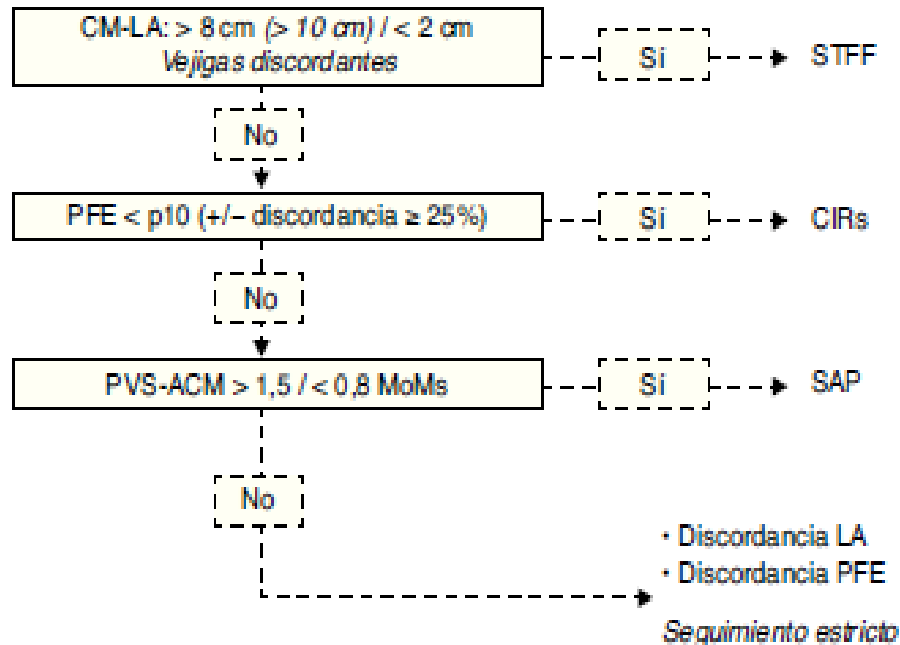 CM-LA: > 8 cm (> 10 cm) / < 2 cm
Vejigas discordantes
Sí
STFF
No
PFE < p10 (+/− discordancia ≥ 25%)
Sí
CIRs
No
PVS-ACM > 1,5 / < 0,8 MoMs
Sí
SAP
No
• Discordancia LA
• Discordancia PFE
Seguimiento estricto